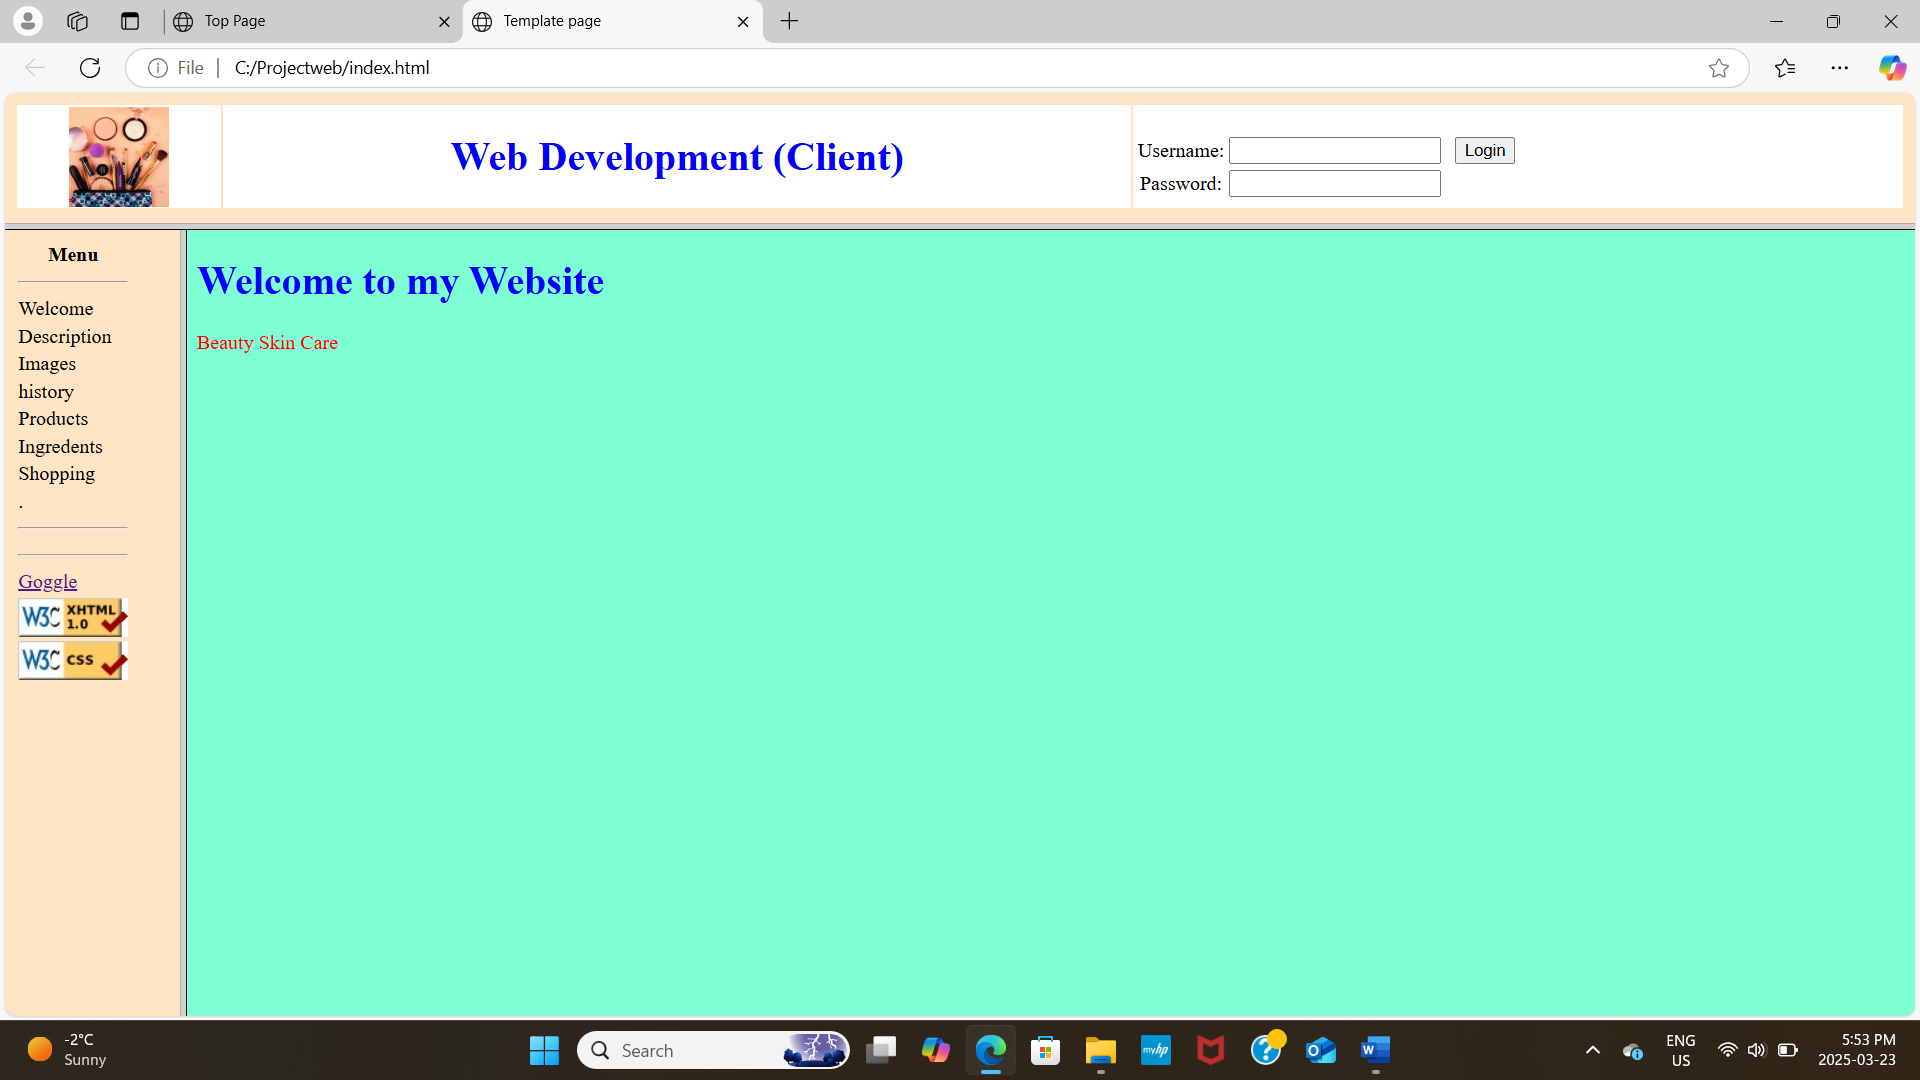 Top Page
Template page
File
C:/Projectweb/index.html
Web Development (Client)
Username:
Login
Password:
Menu
Welcome
Description
Images
history
Products
Ingredents
Shopping
.
Goggle
W3C XHTML 1.0
W3C CSS
Welcome to my Website
Beauty Skin Care
-2°C
Sunny
Search
myhp
ENG
US
5:53 PM
2025-03-23